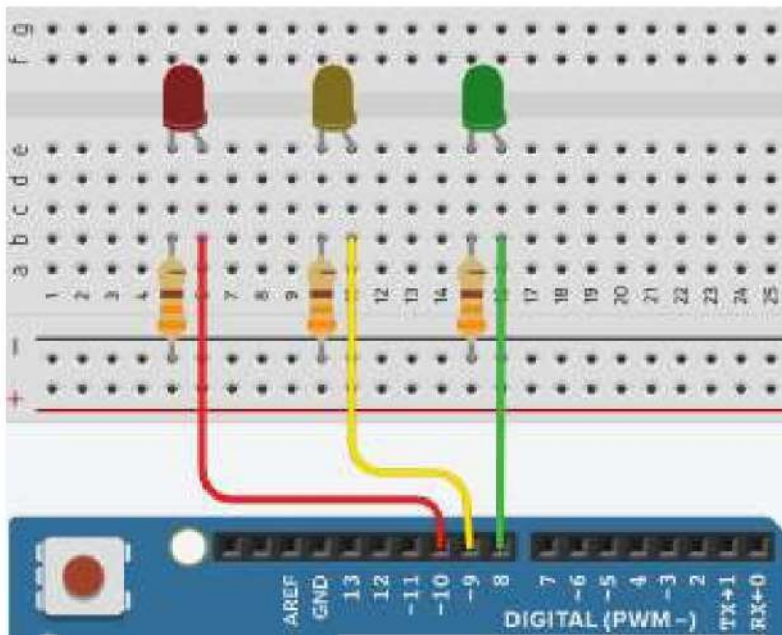 g
f
e
d
c
b
a
1 2 3 4 7 8 9 12 13 14 17 18 19 20 21 22 23 24 25
−
+
AREF GND 13 12 ~11 ~10 ~9 8 7 ~6 ~5 4 ~3 2 TX→1 RX←0
DIGITAL (PWM~)